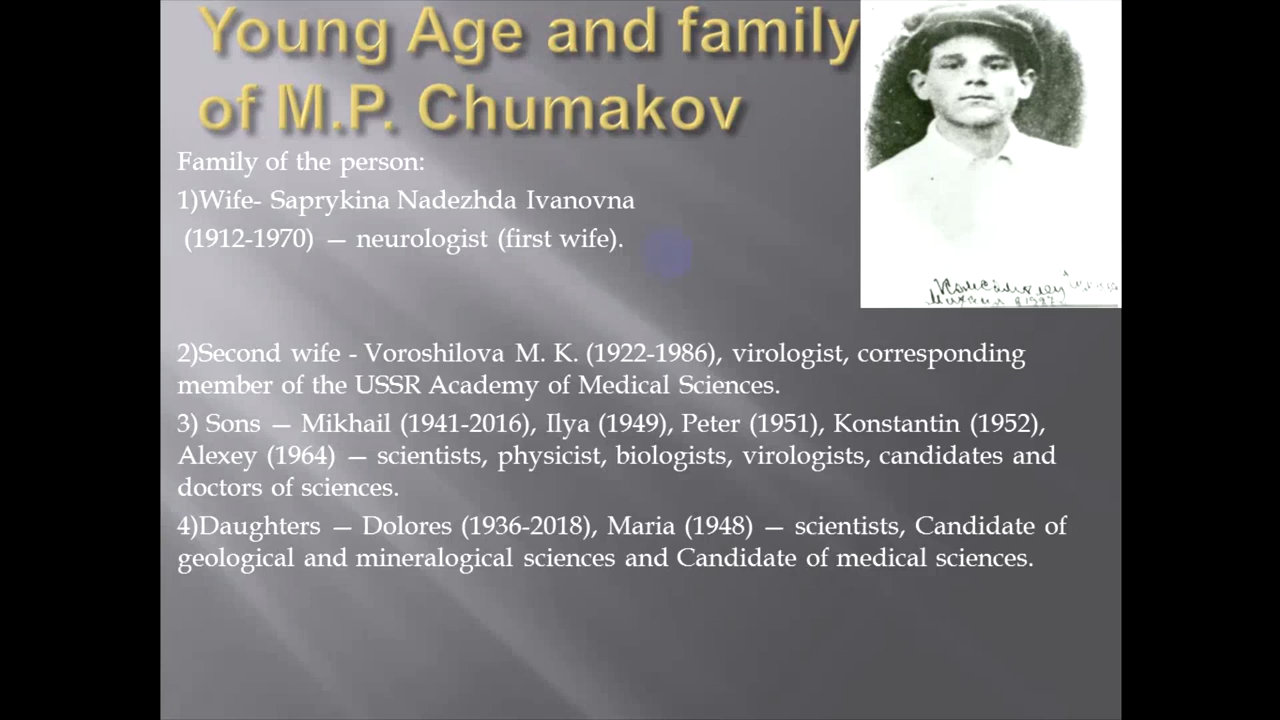 Young Age and family
of M.P. Chumakov
Family of the person:
1)Wife- Saprykina Nadezhda Ivanovna
(1912-1970) — neurologist (first wife).
2)Second wife - Voroshilova M. K. (1922-1986), virologist, corresponding
member of the USSR Academy of Medical Sciences.
3) Sons — Mikhail (1941-2016), Ilya (1949), Peter (1951), Konstantin (1952),
Alexey (1964) — scientists, physicist, biologists, virologists, candidates and
doctors of sciences.
4)Daughters — Dolores (1936-2018), Maria (1948) — scientists, Candidate of
geological and mineralogical sciences and Candidate of medical sciences.